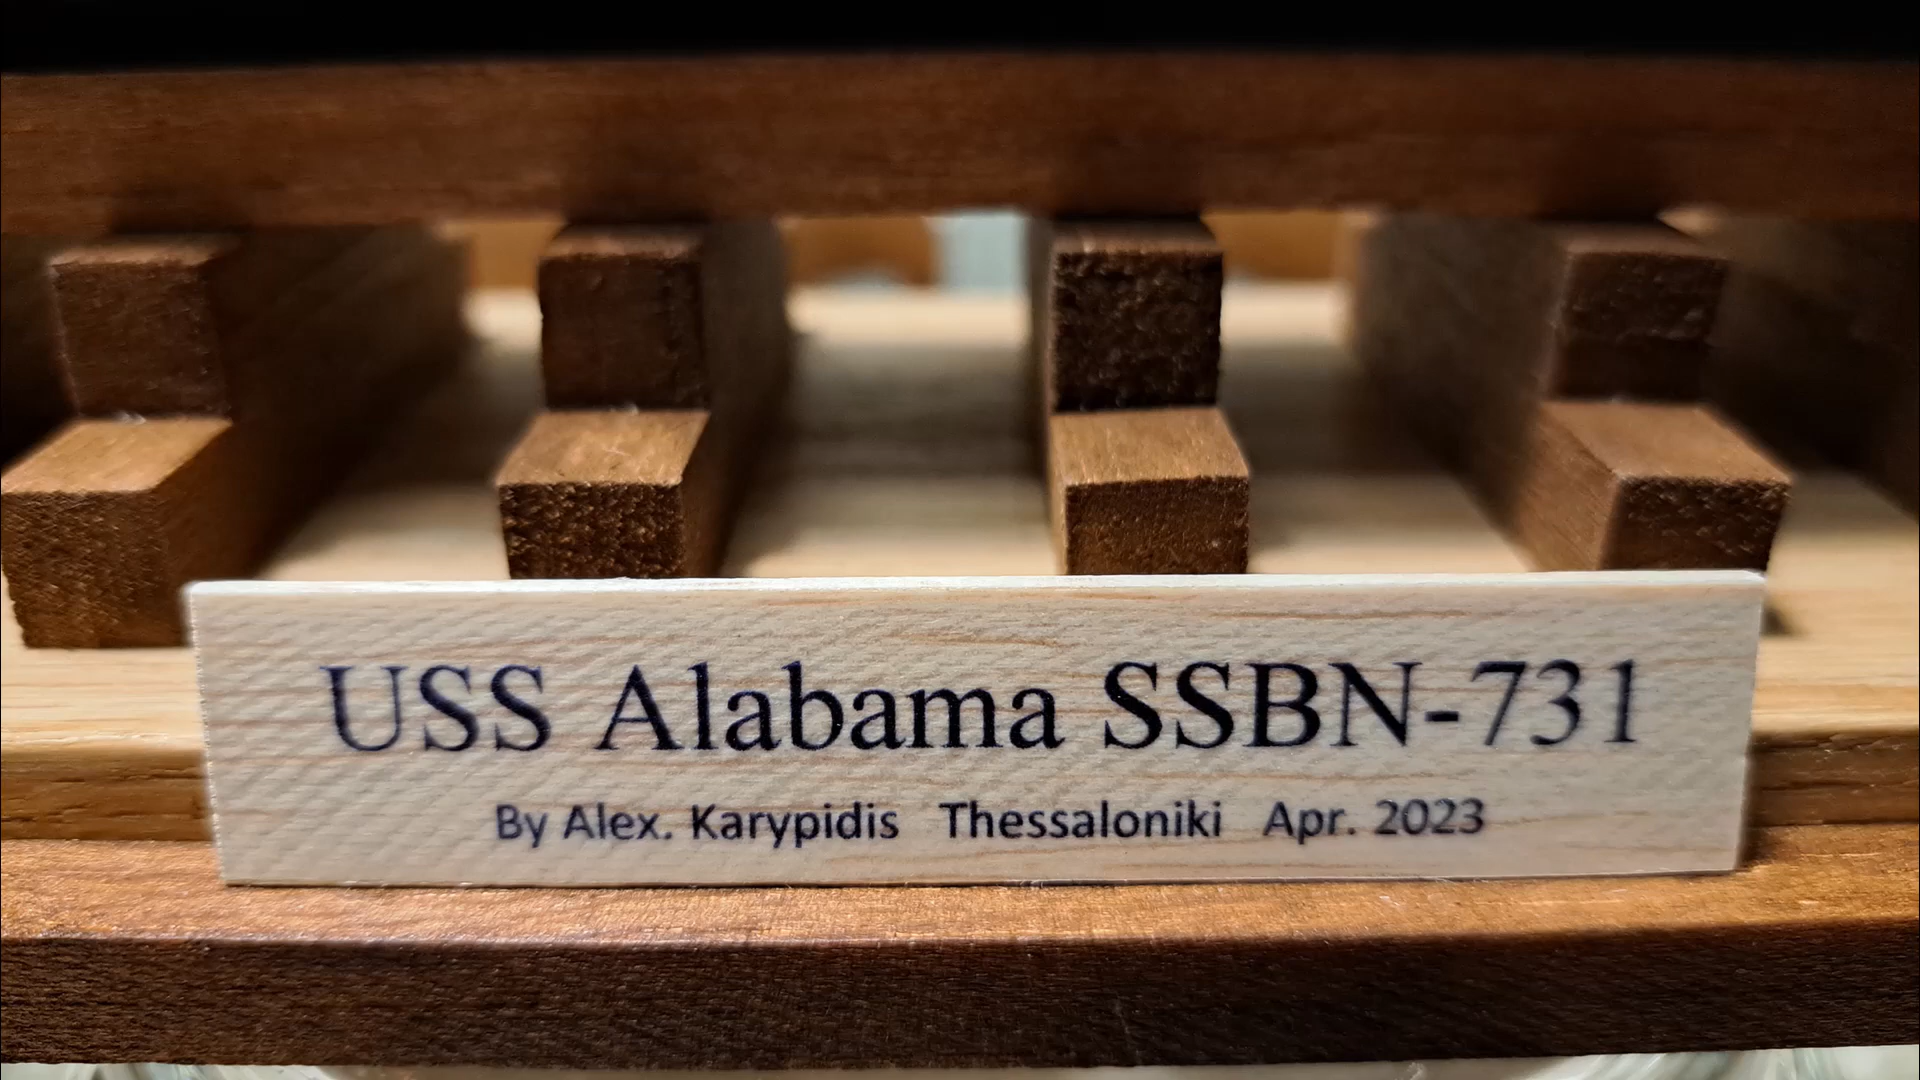 USS Alabama SSBN-731
By Alex. Karypidis Thessaloniki Apr. 2023